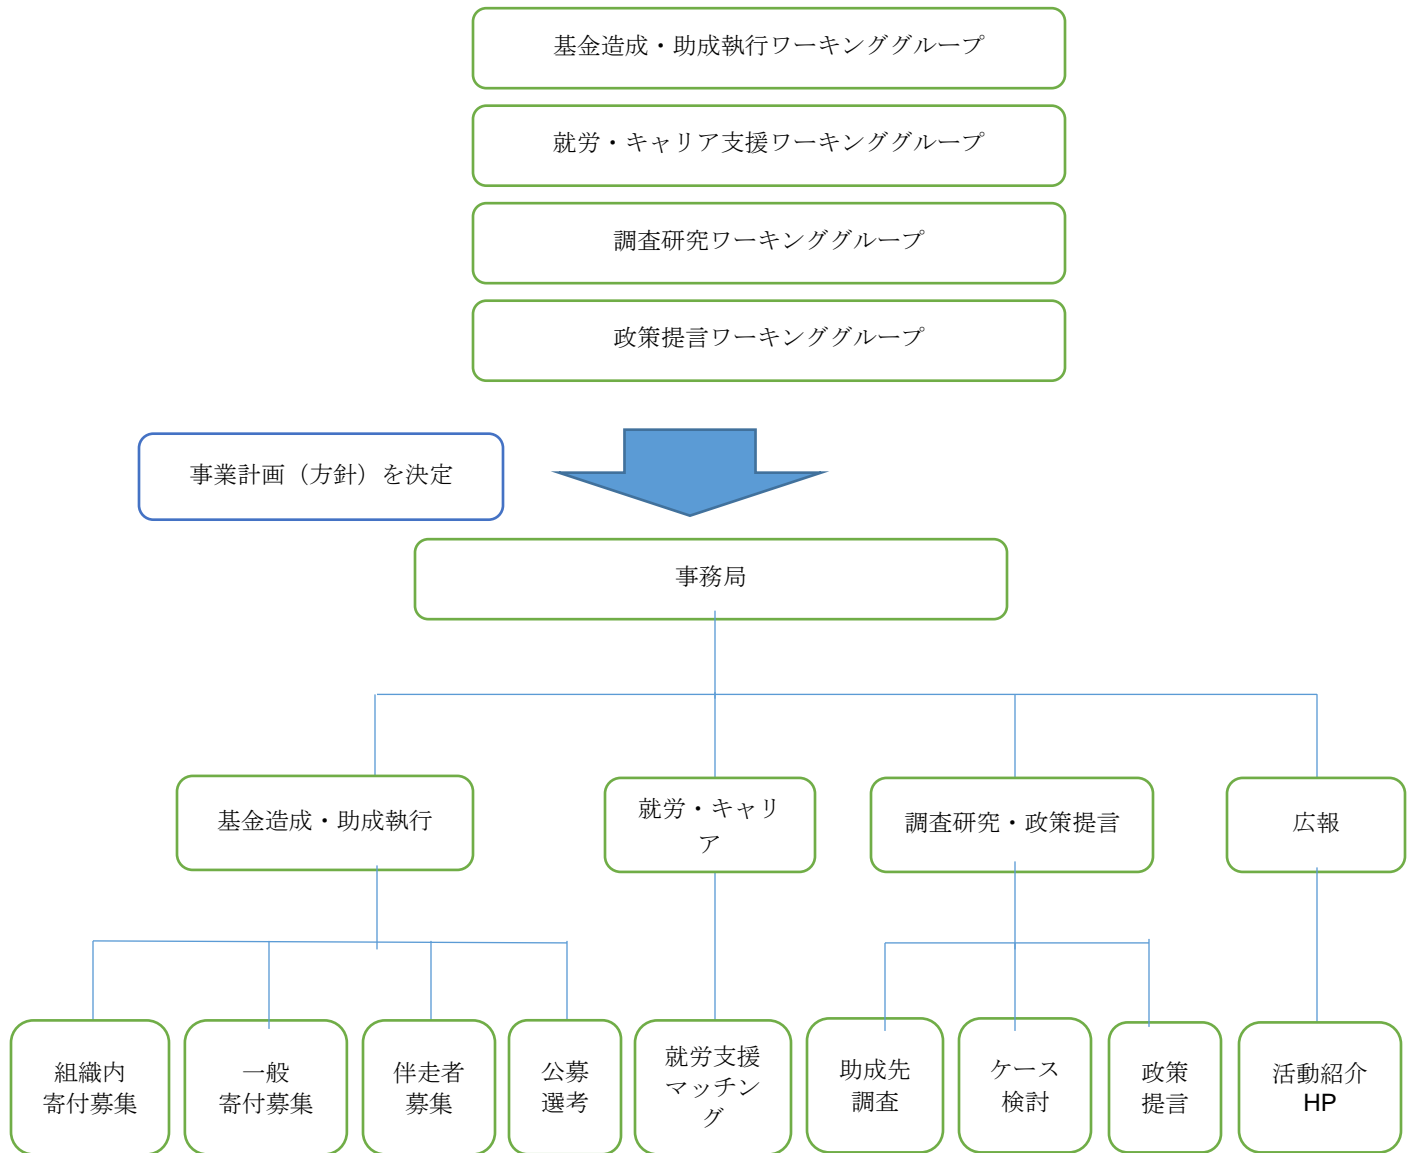 基金造成・助成執行ワーキンググループ
就労・キャリア支援ワーキンググループ
調査研究ワーキンググループ
政策提言ワーキンググループ
事業計画（方針）を決定
事務局
基金造成・助成執行
就労・キャリ
ア
調査研究・政策提言
広報
組織内
寄付募集
一般
寄付募集
伴走者
募集
公募
選考
就労支援
マッチン
グ
助成先
調査
ケース
検討
政策
提言
活動紹介
HP